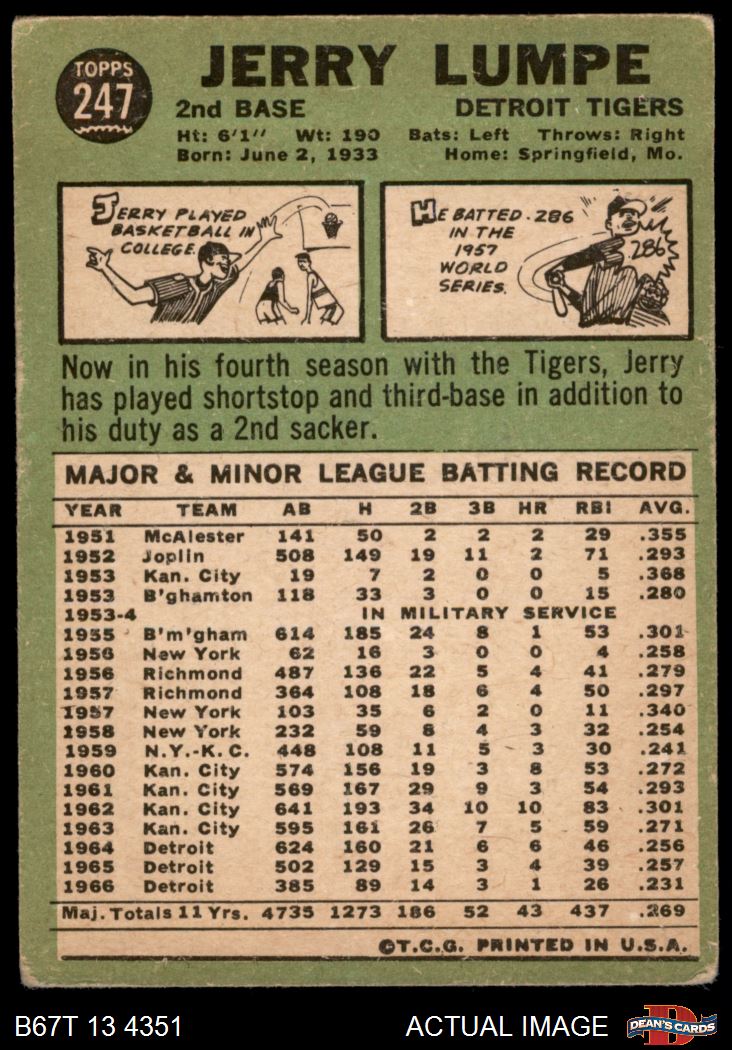 TOPPS
247
JERRY LUMPE
2nd BASE DETROIT TIGERS
Ht: 6'1" Wt: 190 Bats: Left Throws: Right
Born: June 2, 1933 Home: Springfield, Mo.
JERRY PLAYED
BASKETBALL IN
COLLEGE.
HE BATTED .286
IN THE
1957
WORLD
SERIES.
286
Now in his fourth season with the Tigers, Jerry
has played shortstop and third-base in addition to
his duty as a 2nd sacker.
MAJOR & MINOR LEAGUE BATTING RECORD
YEAR TEAM AB H 2B 3B HR RBI AVG.
1951 McAlester 141 50 2 2 2 29 .355
1952 Joplin 508 149 19 11 2 71 .293
1953 Kan. City 19 7 2 0 0 5 .368
1953 B'ghamton 118 33 3 0 0 15 .280
1953-4 IN MILITARY SERVICE
1955 B'm'gham 614 185 24 8 1 53 .301
1956 New York 62 16 3 0 0 4 .258
1956 Richmond 487 136 22 5 4 41 .279
1957 Richmond 364 108 18 6 4 50 .297
1957 New York 103 35 6 2 0 11 .340
1958 New York 232 59 8 4 3 32 .254
1959 N.Y.-K.C. 448 108 11 5 3 30 .241
1960 Kan. City 574 156 19 3 8 53 .272
1961 Kan. City 569 167 29 9 3 54 .293
1962 Kan. City 641 193 34 10 10 83 .301
1963 Kan. City 595 161 26 7 5 59 .271
1964 Detroit 624 160 21 6 6 46 .256
1965 Detroit 502 129 15 3 4 39 .257
1966 Detroit 385 89 14 3 1 26 .231
Maj. Totals 11 Yrs. 4735 1273 186 52 43 437 .269
©T.C.G. PRINTED IN U.S.A.
B67T 13 4351 ACTUAL IMAGE
D
DEAN'S CARDS